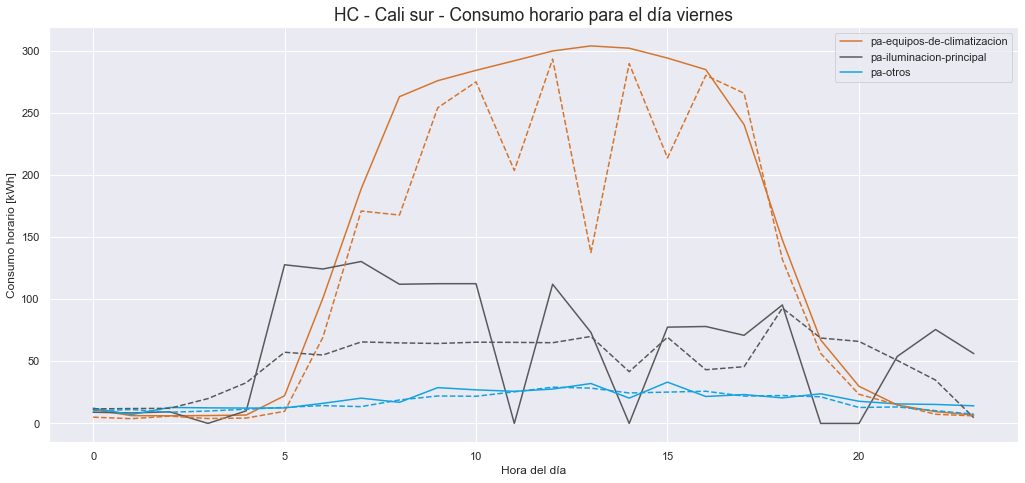 HC - Cali sur - Consumo horario para el día viernes
pa-equipos-de-climatizacion
pa-iluminacion-principal
pa-otros
Consumo horario [kWh]
300
250
200
150
100
50
0
0 5 10 15 20
Hora del día